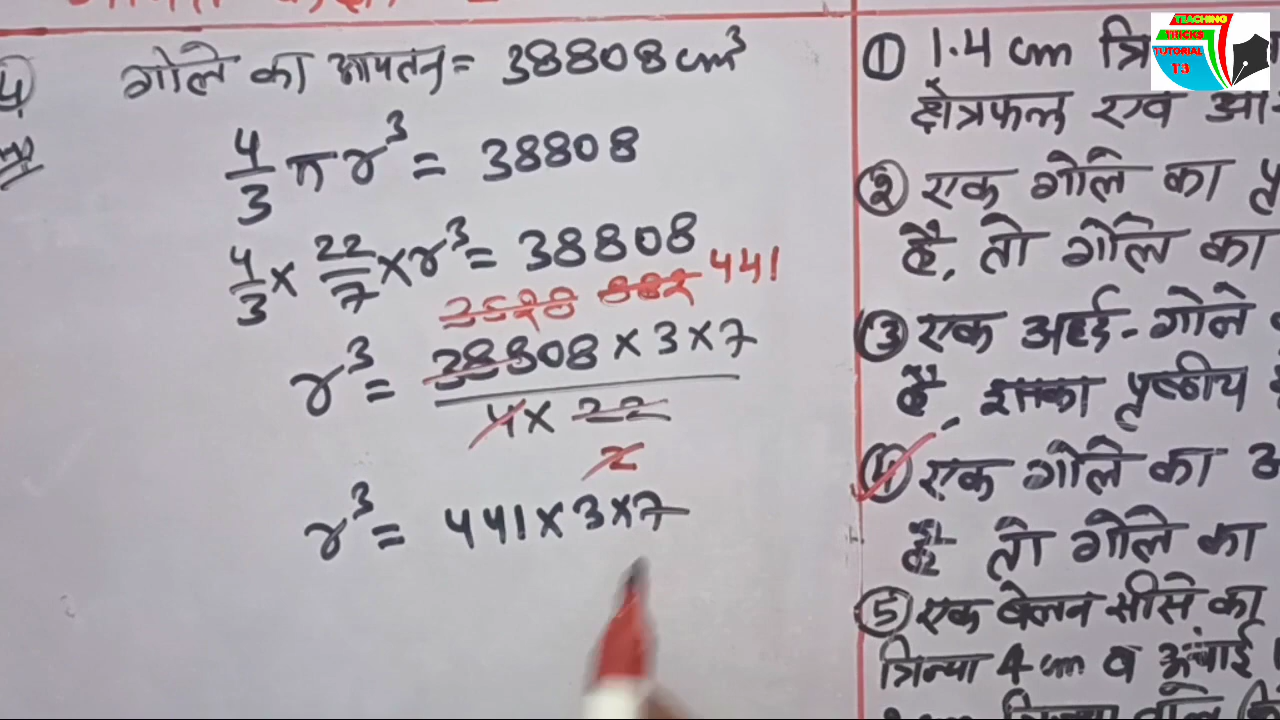 गोले का आयतन = 38808 cm³
4/3 π r³ = 38808
4/3 × 22/7 × r³ = 38808
441
r³ = 38808 × 3 × 7 / 4 × 22
2
r³ = 441 × 3 × 7
TEACHING
TRICKS
TUTORIAL
T3
① 1.4 cm
क्षेत्रफल एवं
② एक गोले का
है, तो गोले का
③ एक अर्द्ध-गोले
है, इसका पृष्ठीय
④ एक गोले का
है तो गोले का
⑤ एक बेलन सीसे का
त्रिज्या 4 cm व ऊंचाई